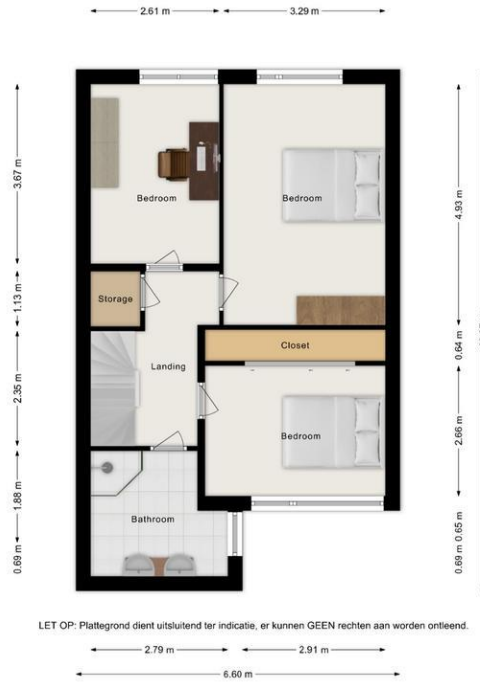 2.61 m
3.29 m
3.67 m
4.93 m
Bedroom
Bedroom
1.13 m
Storage
0.64 m
Closet
2.35 m
Landing
2.66 m
Bedroom
1.88 m
Bathroom
0.65 m
0.69 m
0.69 m
LET OP: Plattegrond dient uitsluitend ter indicatie, er kunnen GEEN rechten aan worden ontleend.
2.79 m
2.91 m
6.60 m